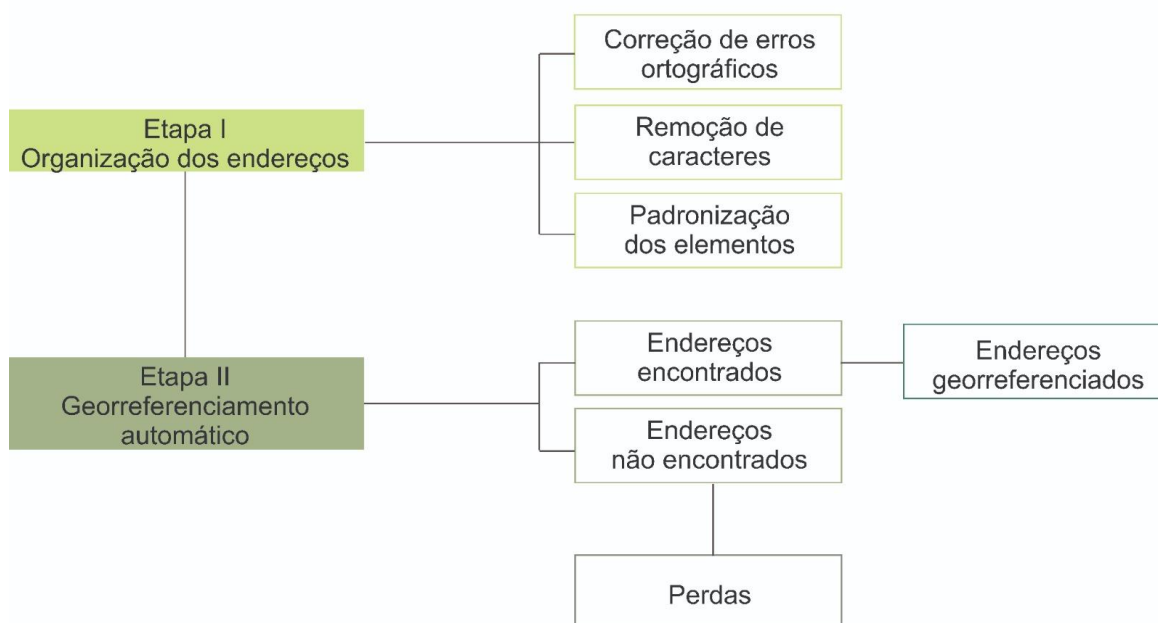 Correção de erros
ortográficos
Etapa I
Organização dos endereços
Remoção de
caracteres
Padronização
dos elementos
Etapa II
Georreferenciamento
automático
Endereços
encontrados
Endereços
georreferenciados
Endereços
não encontrados
Perdas